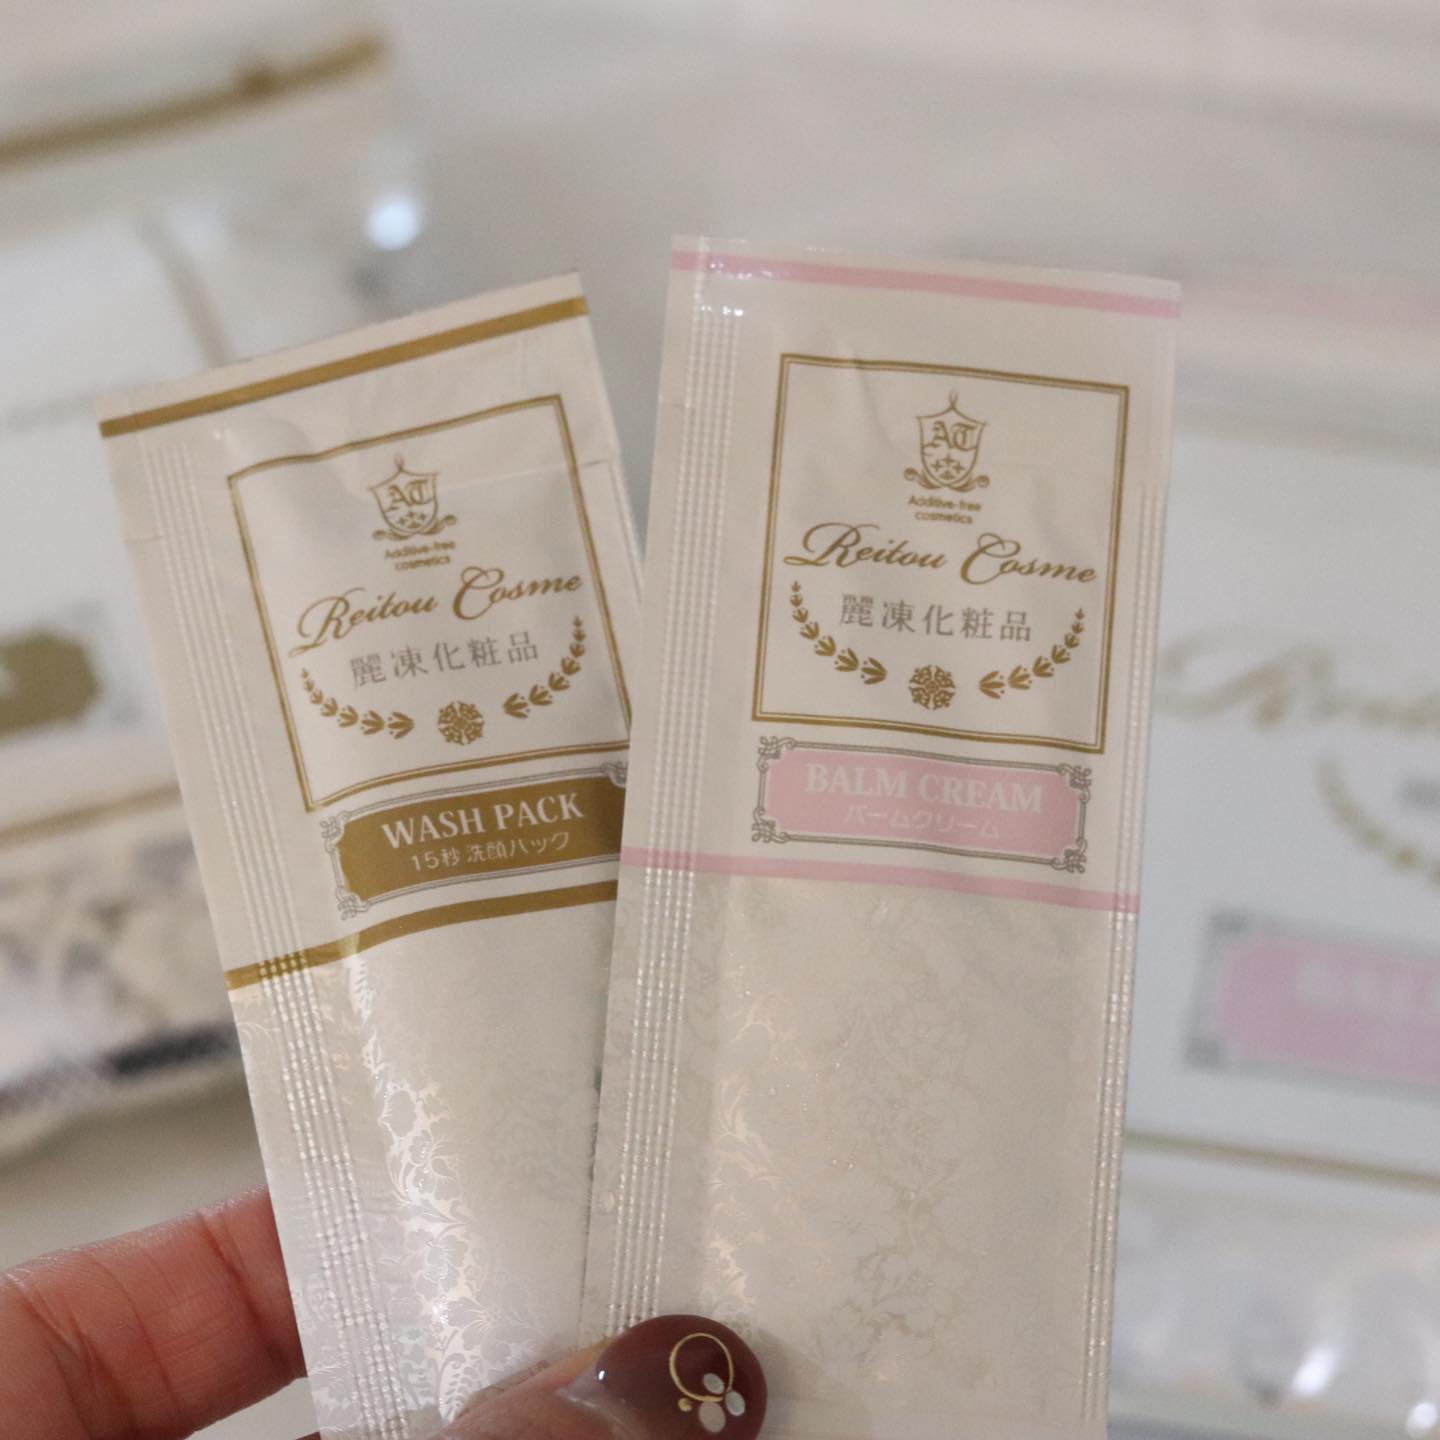 AT
Additive-free
cosmetics
Reitou Cosme
麗凍化粧品
WASH PACK
15秒洗顔パック
AT
Additive-free
cosmetics
Reitou Cosme
麗凍化粧品
BALM CREAM
バームクリーム